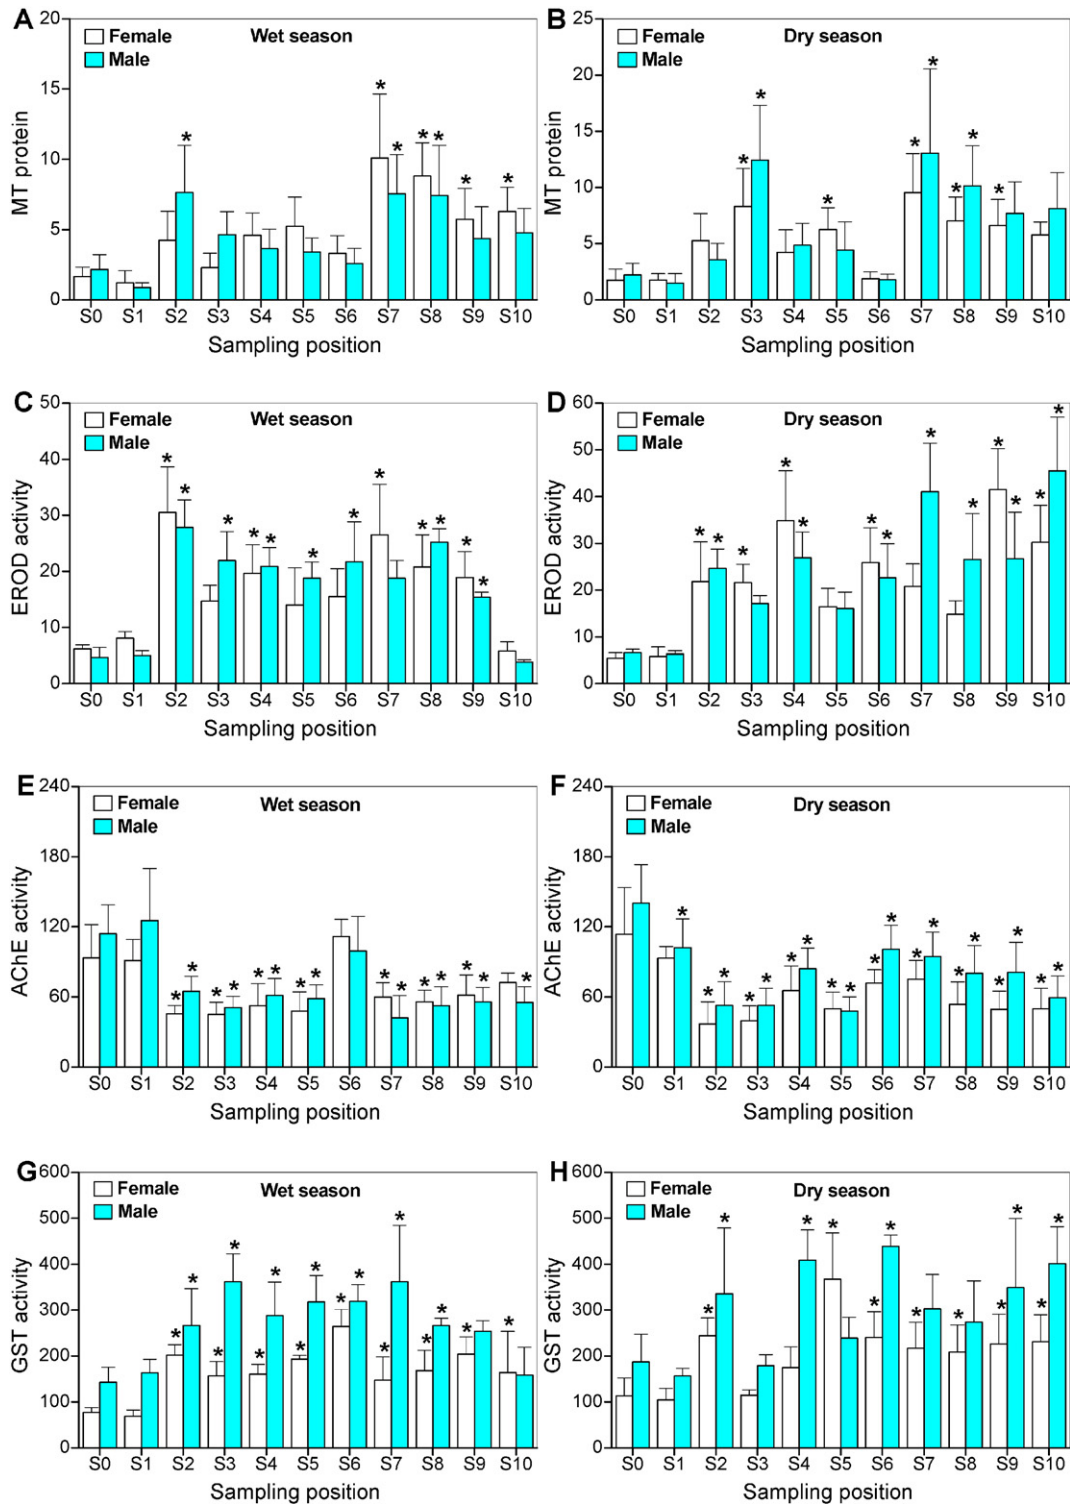 A
MT protein
20
15
10
5
0
Female
Male
Wet season
* * * * * * *
S0 S1 S2 S3 S4 S5 S6 S7 S8 S9 S10
Sampling position
B
MT protein
25
20
15
10
5
0
Female
Male
Dry season
* * * * * * * *
S0 S1 S2 S3 S4 S5 S6 S7 S8 S9 S10
Sampling position
C
EROD activity
50
40
30
20
10
0
Female
Male
Wet season
* * * * * * * * * * * *
S0 S1 S2 S3 S4 S5 S6 S7 S8 S9 S10
Sampling position
D
EROD activity
60
50
40
30
20
10
0
Female
Male
Dry season
* * * * * * * * * * * * *
S0 S1 S2 S3 S4 S5 S6 S7 S8 S9 S10
Sampling position
E
AChE activity
240
180
120
60
0
Female
Male
Wet season
* * * * * * * * * * * * * * *
S0 S1 S2 S3 S4 S5 S6 S7 S8 S9 S10
Sampling position
F
AChE activity
240
180
120
60
0
Female
Male
Dry season
* * * * * * * * * * * * * * * * * * *
S0 S1 S2 S3 S4 S5 S6 S7 S8 S9 S10
Sampling position
G
GST activity
600
500
400
300
200
100
0
Female
Male
Wet season
* * * * * * * * * * * * * * * *
S0 S1 S2 S3 S4 S5 S6 S7 S8 S9 S10
Sampling position
H
GST activity
600
500
400
300
200
100
0
Female
Male
Dry season
* * * * * * * * * * * *
S0 S1 S2 S3 S4 S5 S6 S7 S8 S9 S10
Sampling position